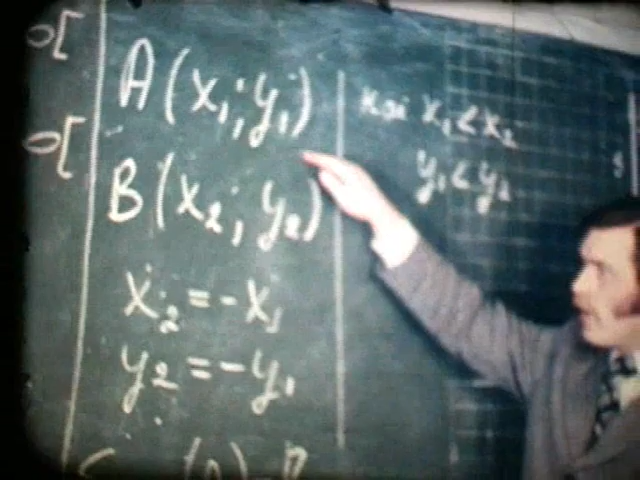 A(x₁; y₁)
B(x₂; y₂)
x₂ = -x₁
y₂ = -y₁
x₁ < x₂
y₁ < y₂